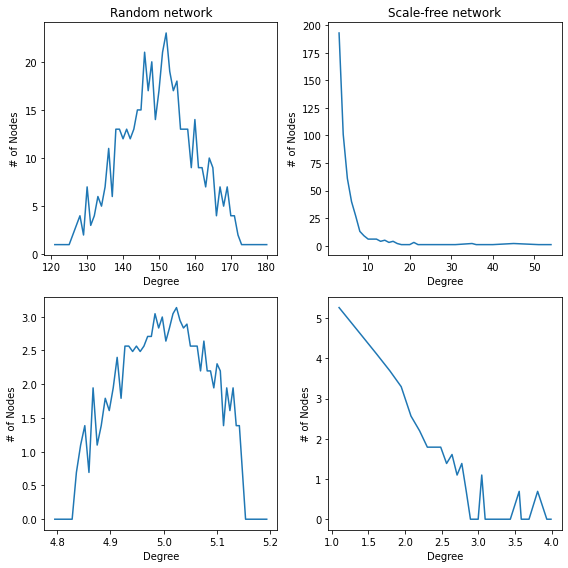 Random network
Scale-free network
# of Nodes
20
15
10
5
0
120 130 140 150 160 170 180
Degree
# of Nodes
200
175
150
125
100
75
50
25
0
10 20 30 40 50
Degree
# of Nodes
3.0
2.5
2.0
1.5
1.0
0.5
0.0
4.8 4.9 5.0 5.1 5.2
Degree
# of Nodes
5
4
3
2
1
0
1.0 1.5 2.0 2.5 3.0 3.5 4.0
Degree